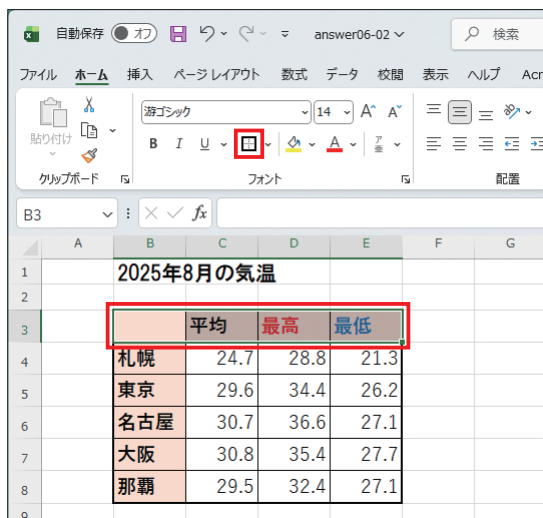 自動保存 オフ answer06-02 検索
ファイル ホーム 挿入 ページ レイアウト 数式 データ 校閲 表示 ヘルプ Acr
貼り付け 游ゴシック 14 A A
B I U A ア亜
クリップボード フォント 配置
B3 fx
A B C D E F G
1 2025年8月の気温
2
3 平均 最高 最低
4 札幌 24.7 28.8 21.3
5 東京 29.6 34.4 26.2
6 名古屋 30.7 36.6 27.1
7 大阪 30.8 35.4 27.7
8 那覇 29.5 32.4 27.1
9